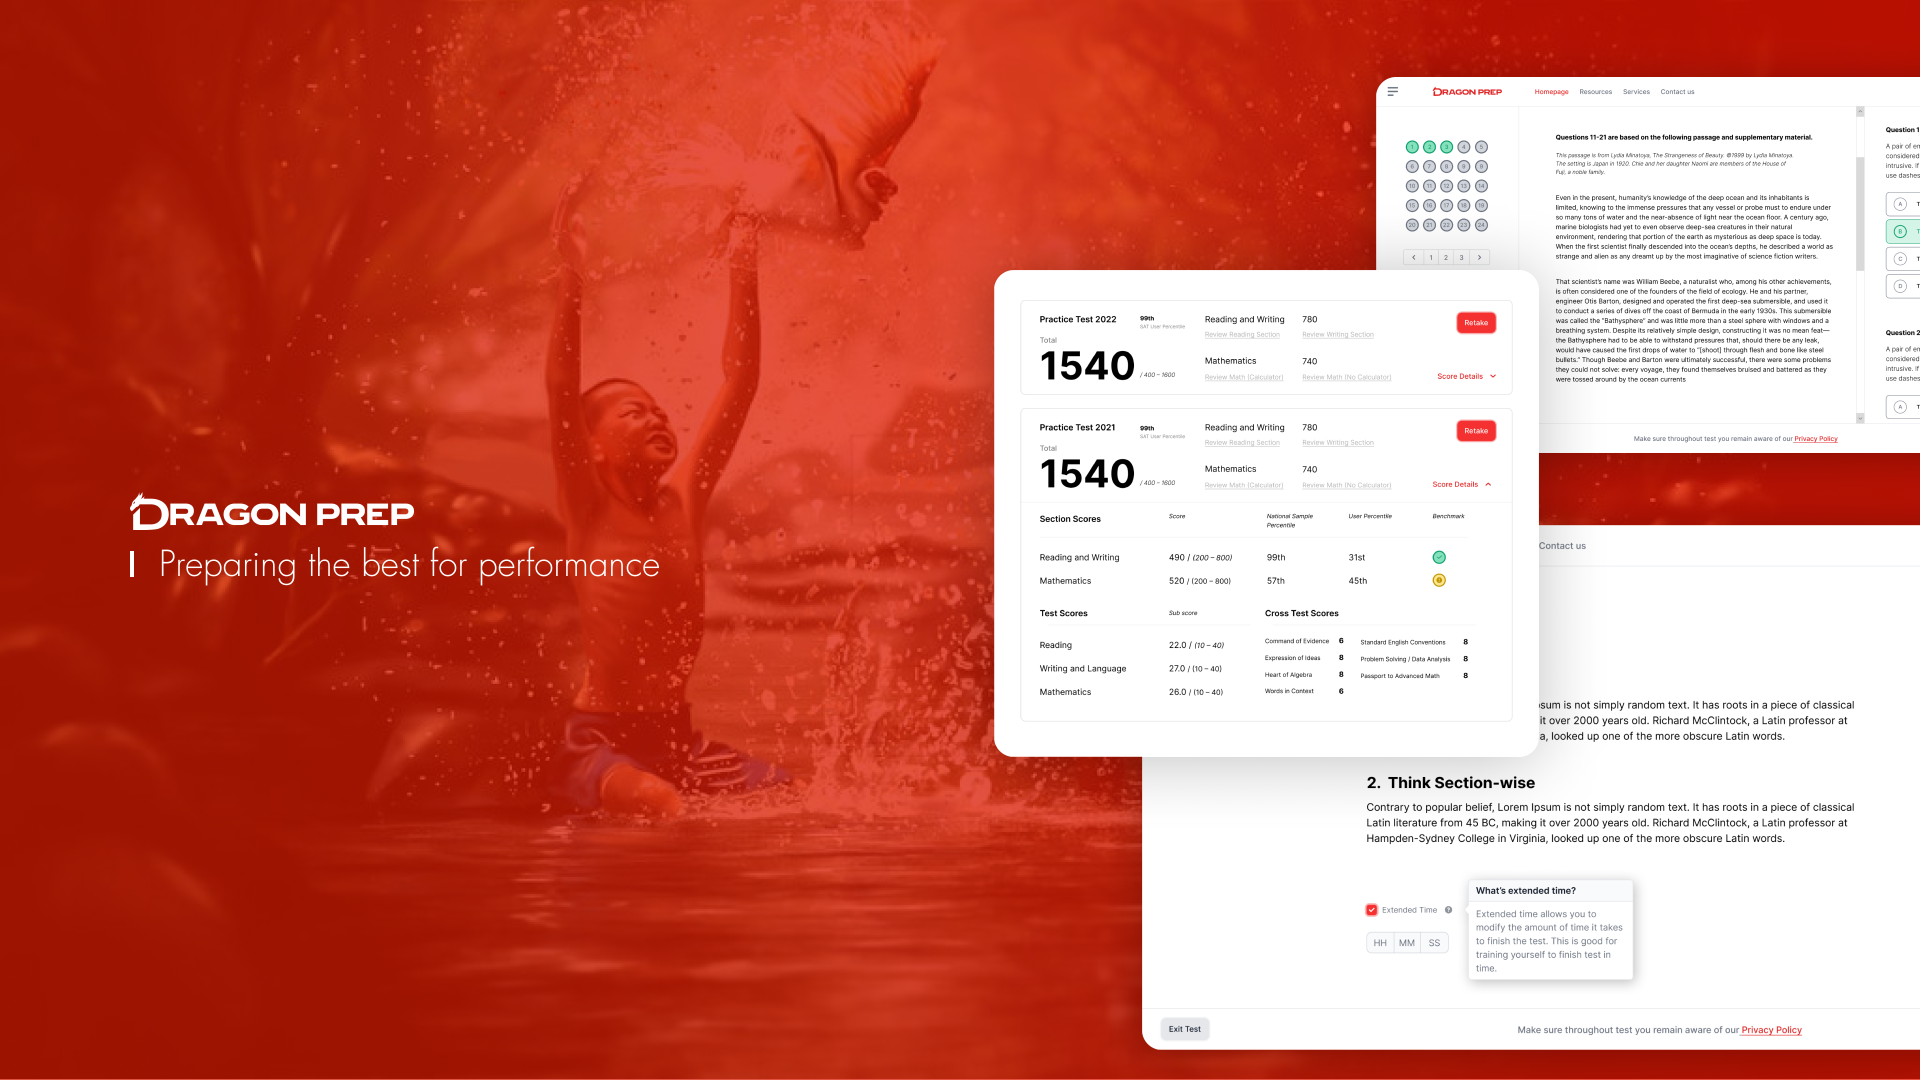 DRAGON PREP
Preparing the best for performance
DRAGON PREP
Homepage Resources Services Contact us
1 2 3 4 5
6 7 8 9 9
10 11 12 13 14
15 16 17 18 19
20 21 22 23 24
1 2 3
Questions 11-21 are based on the following passage and supplementary material.
This passage is from Lydia Minatoya, The Strangeness of Beauty. ©1999 by Lydia Minatoya.
The setting is Japan in 1920. Chie and her daughter Naomi are members of the House of
Fuji, a noble family.
Even in the present, humanity's knowledge of the deep ocean and its inhabitants is
limited, knowing to the immense pressures that any vessel or probe must to endure under
so many tons of water and the near-absence of light near the ocean floor. A century ago,
marine biologists had yet to even observe deep-sea creatures in their natural
environment, rendering that portion of the earth as mysterious as deep space is today.
When the first scientist finally descended into the ocean's depths, he described a world as
strange and alien as any dreamt up by the most imaginative of science fiction writers.
That scientist's name was William Beebe, a naturalist who, among his other achievements,
is often considered one of the founders of the field of ecology. He and his partner,
engineer Otis Barton, designed and operated the first deep-sea submersible, and used it
to conduct a series of dives off the coast of Bermuda in the early 1930s. This submersible
was called the "Bathysphere" and was little more than a steel sphere with windows and a
breathing system. Despite its relatively simple design, constructing it was no mean feat—
the Bathysphere had to be able to withstand pressures that, should there be any leak,
would have caused the first drops of water to "[shoot] through flesh and bone like steel
bullets." Though Beebe and Barton were ultimately successful, there were some problems
they could not solve: every voyage, they found themselves bruised and battered as they
were tossed around by the ocean currents
Question 1
A pair of em
considered
intrusive. If
use dashes
A T
B T
C T
D T
Question 2
A pair of em
considered
intrusive. If
use dashes
A T
Make sure throughout test you remain aware of our Privacy Policy
Practice Test 2022
99th
SAT User Percentile
Total
1540 / 400 – 1600
Reading and Writing 780
Review Reading Section Review Writing Section
Mathematics 740
Review Math (Calculator) Review Math (No Calculator)
Retake
Score Details
Practice Test 2021
99th
SAT User Percentile
Total
1540 / 400 – 1600
Reading and Writing 780
Review Reading Section Review Writing Section
Mathematics 740
Review Math (Calculator) Review Math (No Calculator)
Retake
Score Details
Section Scores Score National Sample User Percentile Benchmark
Percentile
Reading and Writing 490 / (200 – 800) 99th 31st
Mathematics 520 / (200 – 800) 57th 45th
Test Scores Sub score
Reading 22.0 / (10 – 40)
Writing and Language 27.0 / (10 – 40)
Mathematics 26.0 / (10 – 40)
Cross Test Scores
Command of Evidence 6 Standard English Conventions 8
Expression of Ideas 8 Problem Solving / Data Analysis 8
Heart of Algebra 8 Passport to Advanced Math 8
Words in Context 6
Contact us
psum is not simply random text. It has roots in a piece of classical
it over 2000 years old. Richard McClintock, a Latin professor at
a, looked up one of the more obscure Latin words.
2. Think Section-wise
Contrary to popular belief, Lorem Ipsum is not simply random text. It has roots in a piece of classical
Latin literature from 45 BC, making it over 2000 years old. Richard McClintock, a Latin professor at
Hampden-Sydney College in Virginia, looked up one of the more obscure Latin words.
Extended Time ?
HH MM SS
What's extended time?
Extended time allows you to
modify the amount of time it takes
to finish the test. This is good for
training yourself to finish test in
time.
Exit Test
Make sure throughout test you remain aware of our Privacy Policy